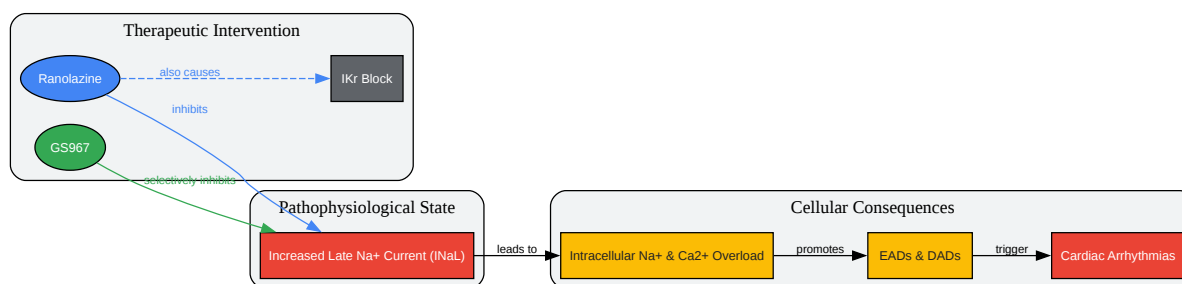 Therapeutic Intervention
Ranolazine
also causes
IKr Block
inhibits
GS967
selectively inhibits
Pathophysiological State
Increased Late Na+ Current (INaL)
leads to
Cellular Consequences
Intracellular Na+ & Ca2+ Overload
promotes
EADs & DADs
trigger
Cardiac Arrhythmias